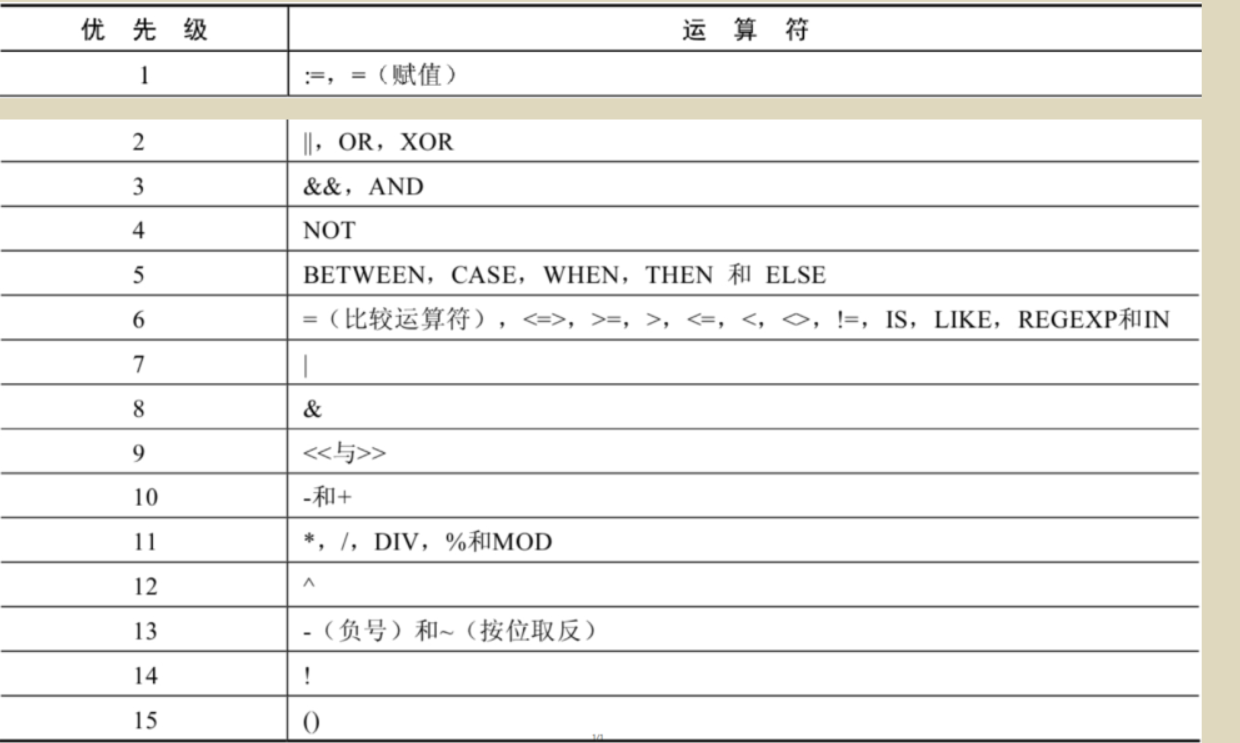 优 先 级 运 算 符
1 :=，=（赋值）
2 ||，OR，XOR
3 &&，AND
4 NOT
5 BETWEEN，CASE，WHEN，THEN 和 ELSE
6 =（比较运算符），<=>，>=，>，<=，<，<>，!=，IS，LIKE，REGEXP和IN
7 |
8 &
9 <<与>>
10 -和+
11 *，/，DIV，%和MOD
12 ^
13 -（负号）和~（按位取反）
14 !
15 ()